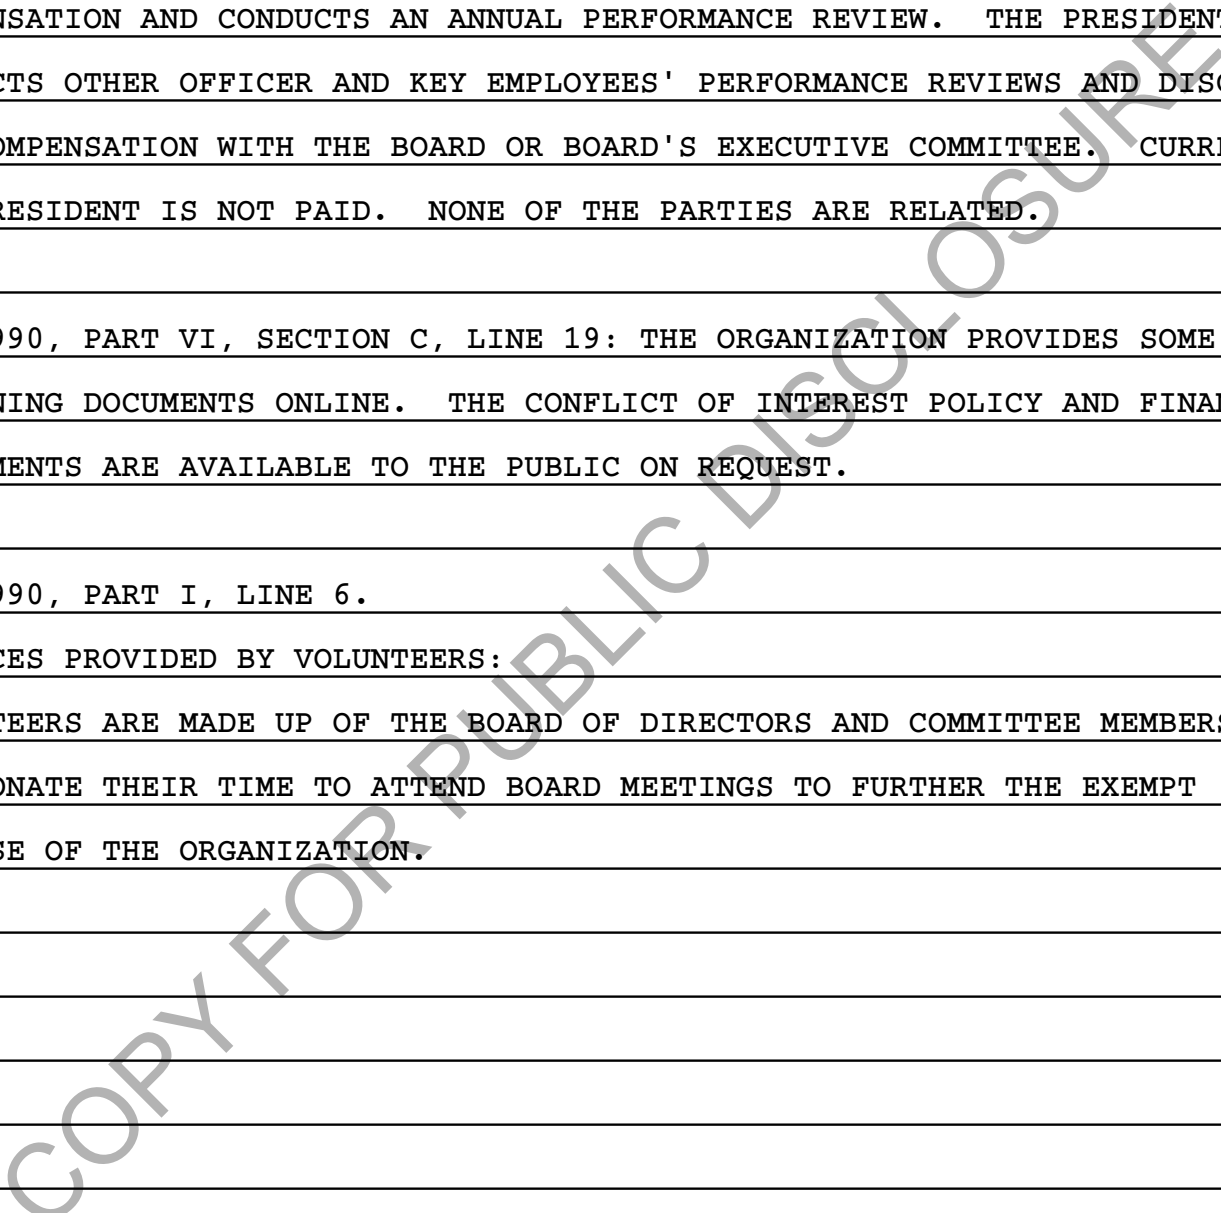 NSATION AND CONDUCTS AN ANNUAL PERFORMANCE REVIEW. THE PRESIDENT
CTS OTHER OFFICER AND KEY EMPLOYEES' PERFORMANCE REVIEWS AND DISC
OMPENSATION WITH THE BOARD OR BOARD'S EXECUTIVE COMMITTEE. CURRE
RESIDENT IS NOT PAID. NONE OF THE PARTIES ARE RELATED.
990, PART VI, SECTION C, LINE 19: THE ORGANIZATION PROVIDES SOME
NING DOCUMENTS ONLINE. THE CONFLICT OF INTEREST POLICY AND FINAN
MENTS ARE AVAILABLE TO THE PUBLIC ON REQUEST.
990, PART I, LINE 6.
CES PROVIDED BY VOLUNTEERS:
TEERS ARE MADE UP OF THE BOARD OF DIRECTORS AND COMMITTEE MEMBERS
ONATE THEIR TIME TO ATTEND BOARD MEETINGS TO FURTHER THE EXEMPT
SE OF THE ORGANIZATION.
COPY FOR PUBLIC DISCLOSURE